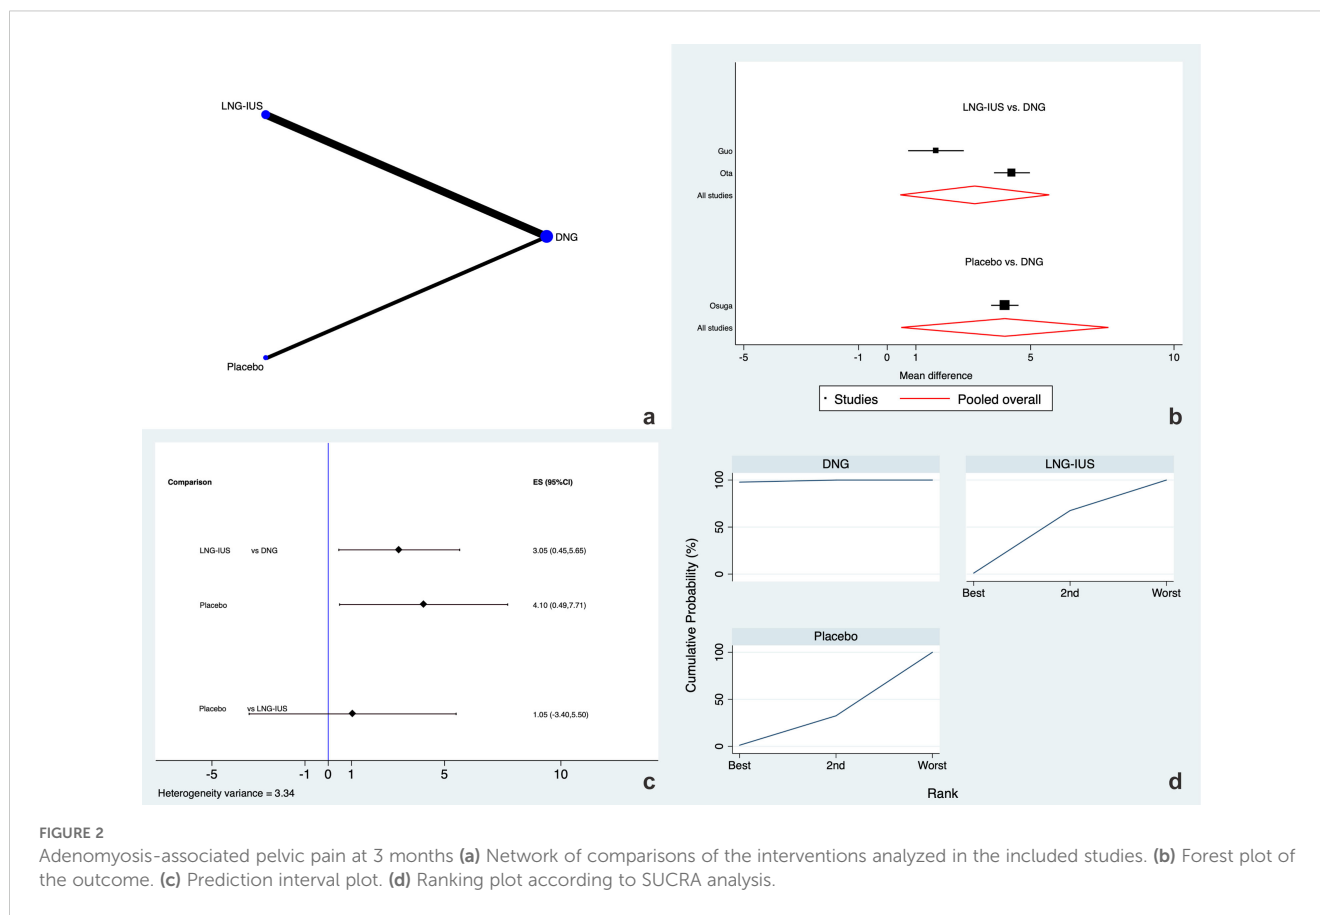 LNG-IUS
DNG
Placebo
a
LNG-IUS vs. DNG
Guo
Ota
All studies
Placebo vs. DNG
Osuga
All studies
-5 -1 0 1 5 10
Mean difference
Studies Pooled overall
b
Comparison ES (95%CI)
LNG-IUS vs DNG 3.05 (0.45,5.65)
Placebo 4.10 (0.49,7.71)
Placebo vs LNG-IUS 1.05 (-3.40,5.50)
-5 -1 0 1 5 10
Heterogeneity variance = 3.34
c
Cumulative Probability (%)
DNG
100
50
0
LNG-IUS
Best 2nd Worst
Placebo
100
50
0
Best 2nd Worst
Rank
d
FIGURE 2
Adenomyosis-associated pelvic pain at 3 months (a) Network of comparisons of the interventions analyzed in the included studies. (b) Forest plot of
the outcome. (c) Prediction interval plot. (d) Ranking plot according to SUCRA analysis.